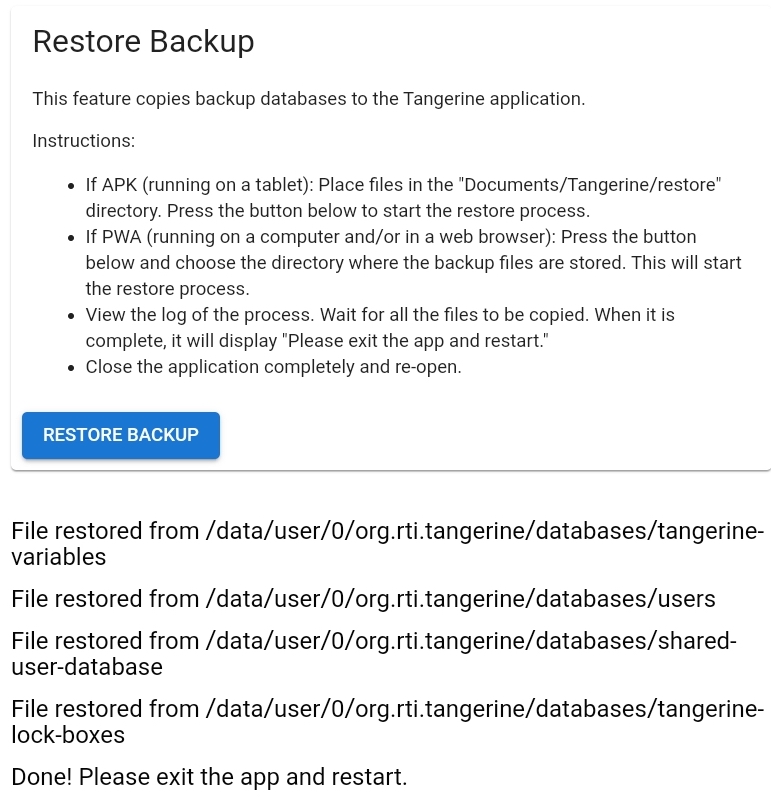 Restore Backup
This feature copies backup databases to the Tangerine application.
Instructions:
If APK (running on a tablet): Place files in the "Documents/Tangerine/restore"
directory. Press the button below to start the restore process.
If PWA (running on a computer and/or in a web browser): Press the button
below and choose the directory where the backup files are stored. This will start
the restore process.
View the log of the process. Wait for all the files to be copied. When it is
complete, it will display "Please exit the app and restart."
Close the application completely and re-open.
RESTORE BACKUP
File restored from /data/user/0/org.rti.tangerine/databases/tangerine-
variables
File restored from /data/user/0/org.rti.tangerine/databases/users
File restored from /data/user/0/org.rti.tangerine/databases/shared-
user-database
File restored from /data/user/0/org.rti.tangerine/databases/tangerine-
lock-boxes
Done! Please exit the app and restart.